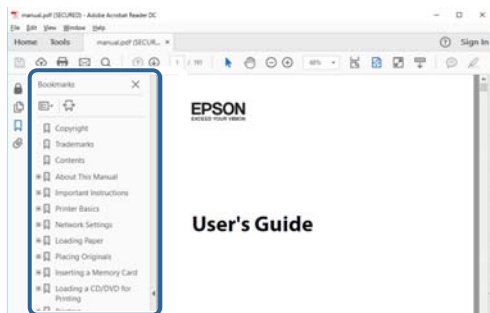 manual.pdf (SECURED) - Adobe Acrobat Reader DC
File Edit View Window Help
Home Tools manual.pdf (SECUR... × Sign In
Bookmarks
Copyright
Trademarks
Contents
About This Manual
Important Instructions
Printer Basics
Network Settings
Loading Paper
Placing Originals
Inserting a Memory Card
Loading a CD/DVD for
Printing
EPSON
EXCEED YOUR VISION
User's Guide